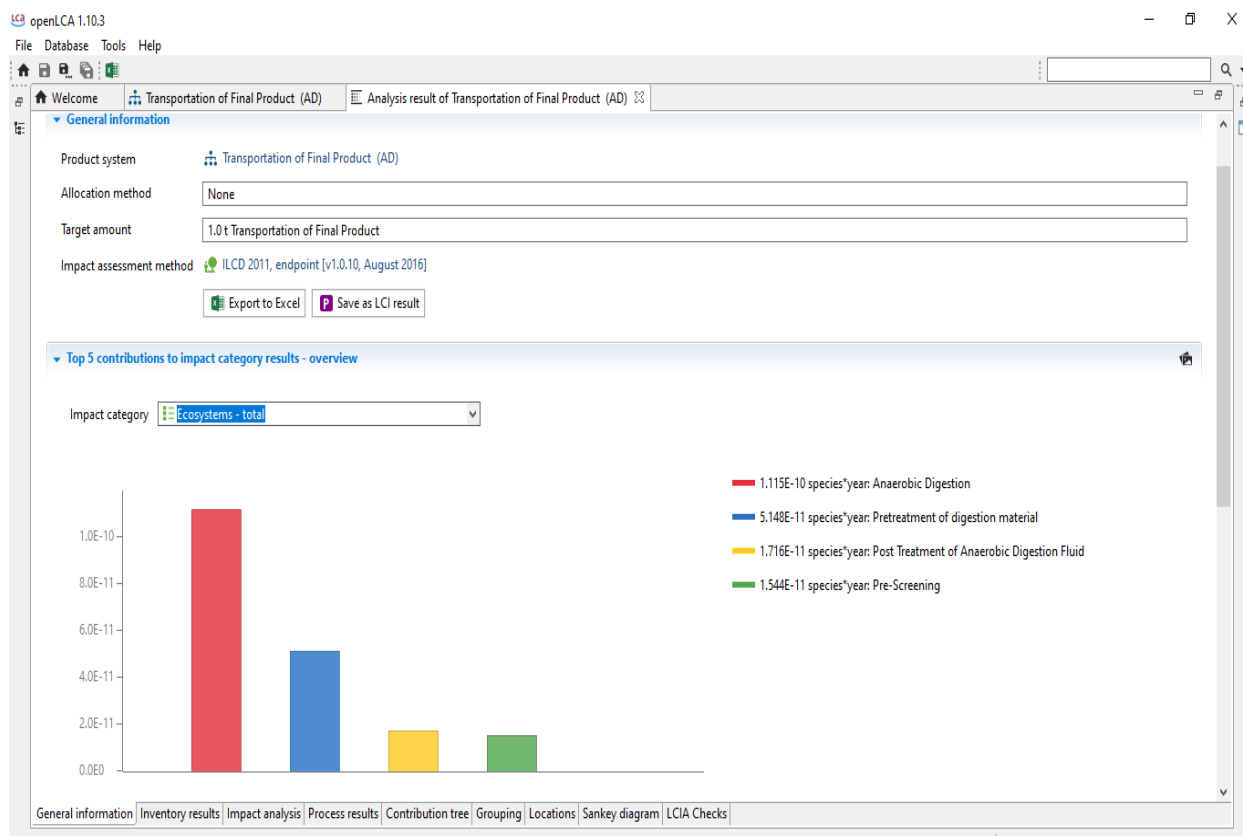 LCA openLCA 1.10.3
File Database Tools Help
Welcome Transportation of Final Product (AD) Analysis result of Transportation of Final Product (AD)
General information
Product system Transportation of Final Product (AD)
Allocation method None
Target amount 1.0 t Transportation of Final Product
Impact assessment method ILCD 2011, endpoint [v1.0.10, August 2016]
Export to Excel P Save as LCI result
Top 5 contributions to impact category results - overview
Impact category Ecosystems - total
1.0E-10
8.0E-11
6.0E-11
4.0E-11
2.0E-11
0.0E0
1.115E-10 species*year: Anaerobic Digestion
5.148E-11 species*year: Pretreatment of digestion material
1.716E-11 species*year: Post Treatment of Anaerobic Digestion Fluid
1.544E-11 species*year: Pre-Screening
General information Inventory results Impact analysis Process results Contribution tree Grouping Locations Sankey diagram LCIA Checks